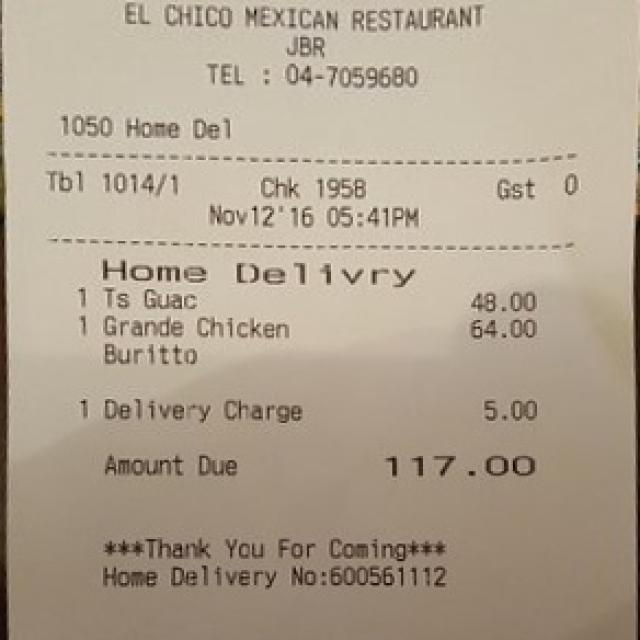 EL CHICO MEXICAN RESTAURANT
JBR
TEL : 04-7059680
1050 Home Del
Tbl 1014/1 Chk 1958 Gst 0
Nov12'16 05:41PM
Home Delivry
1 Ts Guac 48.00
1 Grande Chicken 64.00
Buritto
1 Delivery Charge 5.00
Amount Due 117.00
***Thank You For Coming***
Home Delivery No:600561112